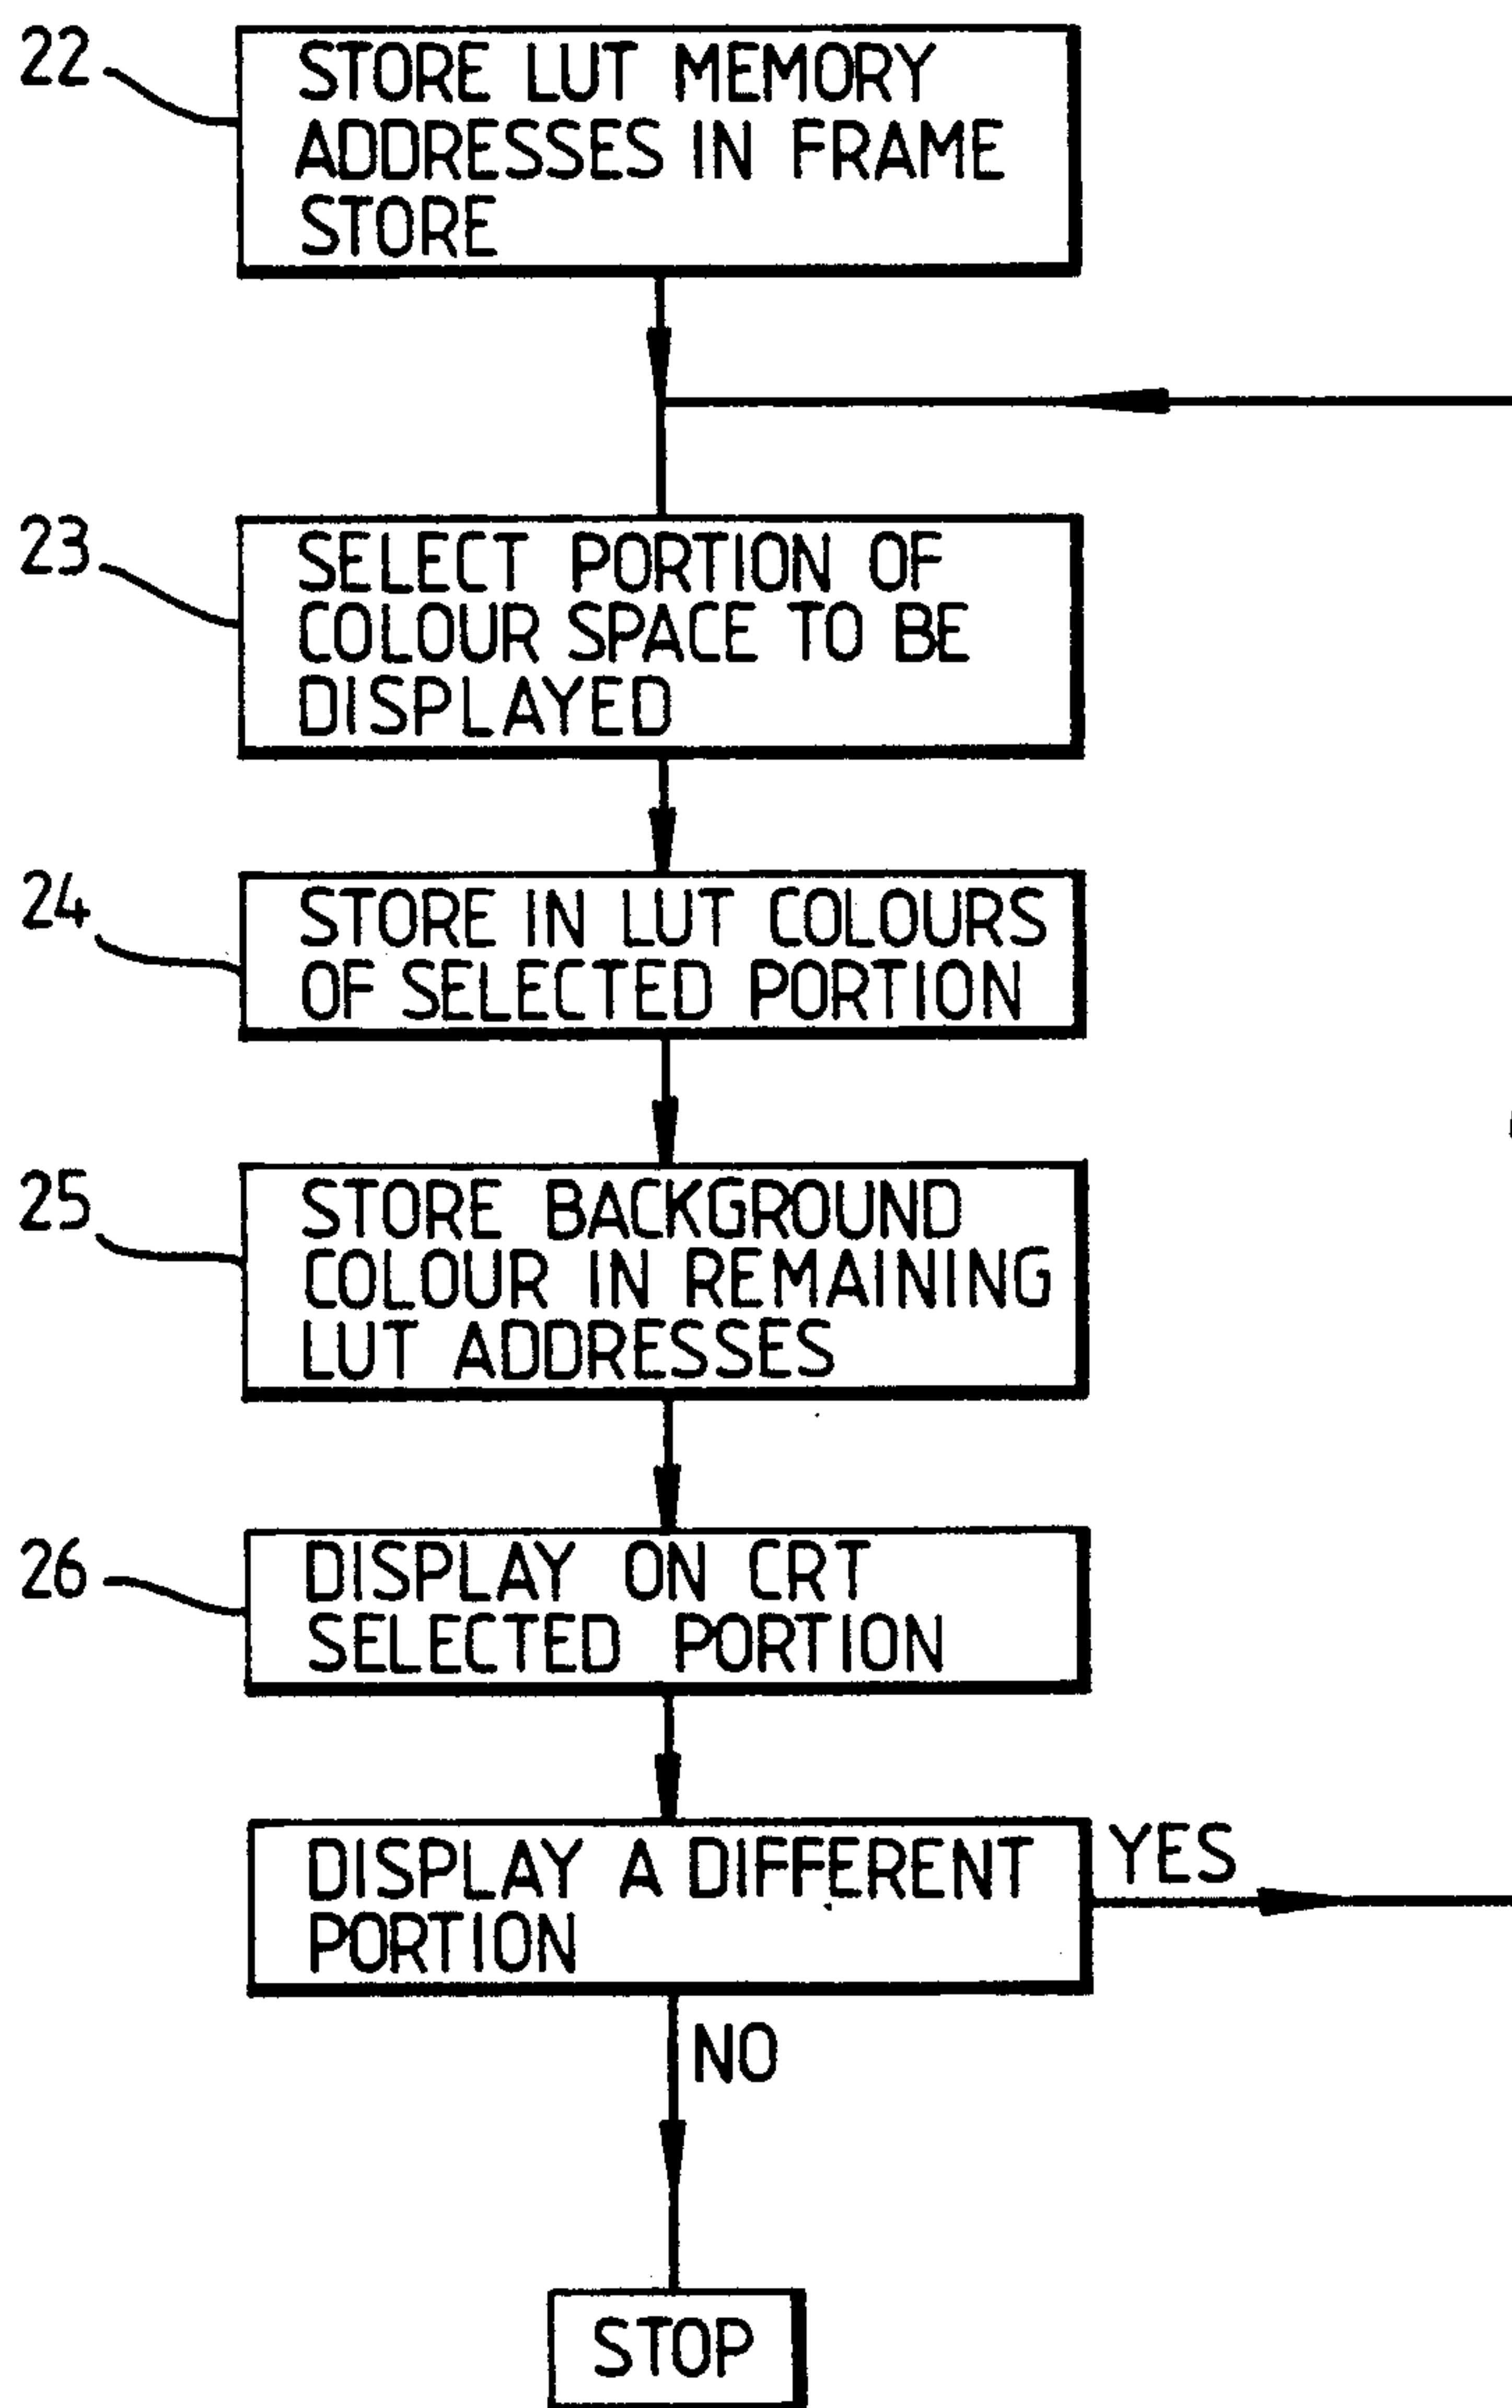 22
STORE LUT MEMORY
ADDRESSES IN FRAME
STORE
23
SELECT PORTION OF
COLOUR SPACE TO BE
DISPLAYED
24
STORE IN LUT COLOURS
OF SELECTED PORTION
25
STORE BACKGROUND
COLOUR IN REMAINING
LUT ADDRESSES
26
DISPLAY ON CRT
SELECTED PORTION
DISPLAY A DIFFERENT
PORTION
YES
NO
STOP